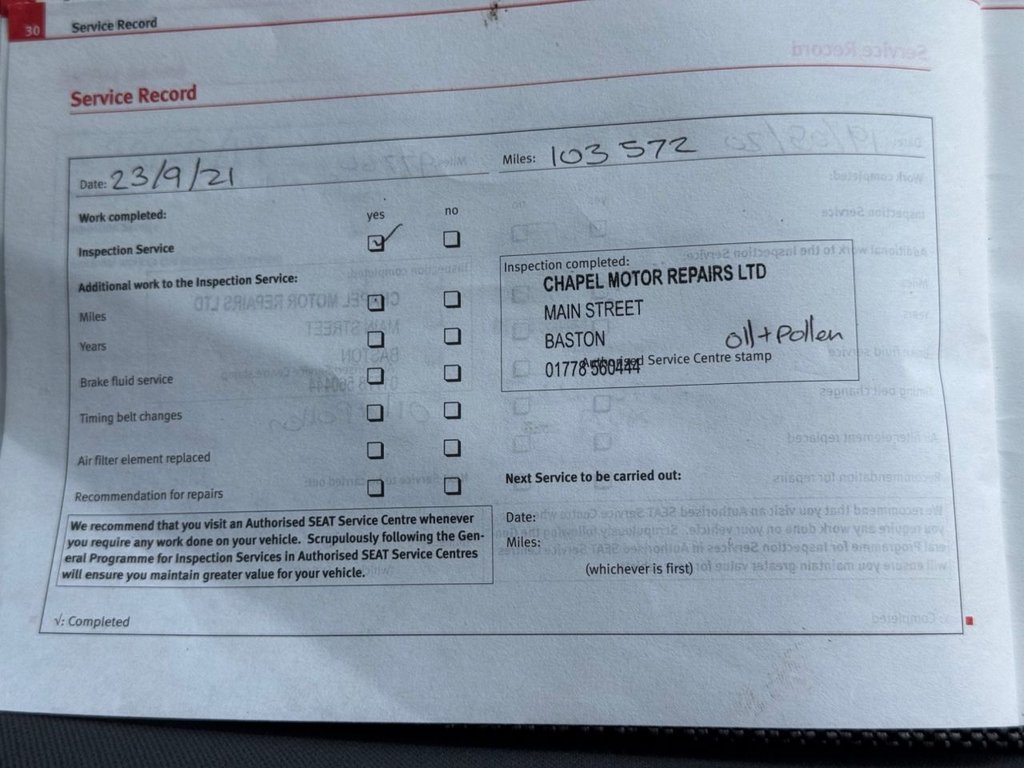 30 Service Record
Service Record
Date: 23/9/21 Miles: 103 572
Work completed: yes no
Inspection Service
Additional work to the Inspection Service:
Miles
Years
Brake fluid service
Timing belt changes
Air filter element replaced
Recommendation for repairs
Inspection completed:
CHAPEL MOTOR REPAIRS LTD
MAIN STREET
BASTON oll+pollen
01778 560444
Authorised Service Centre stamp
Next Service to be carried out:
Date:
Miles:
(whichever is first)
We recommend that you visit an Authorised SEAT Service Centre whenever
you require any work done on your vehicle. Scrupulously following the Gen-
eral Programme for Inspection Services in Authorised SEAT Service Centres
will ensure you maintain greater value for your vehicle.
√: Completed